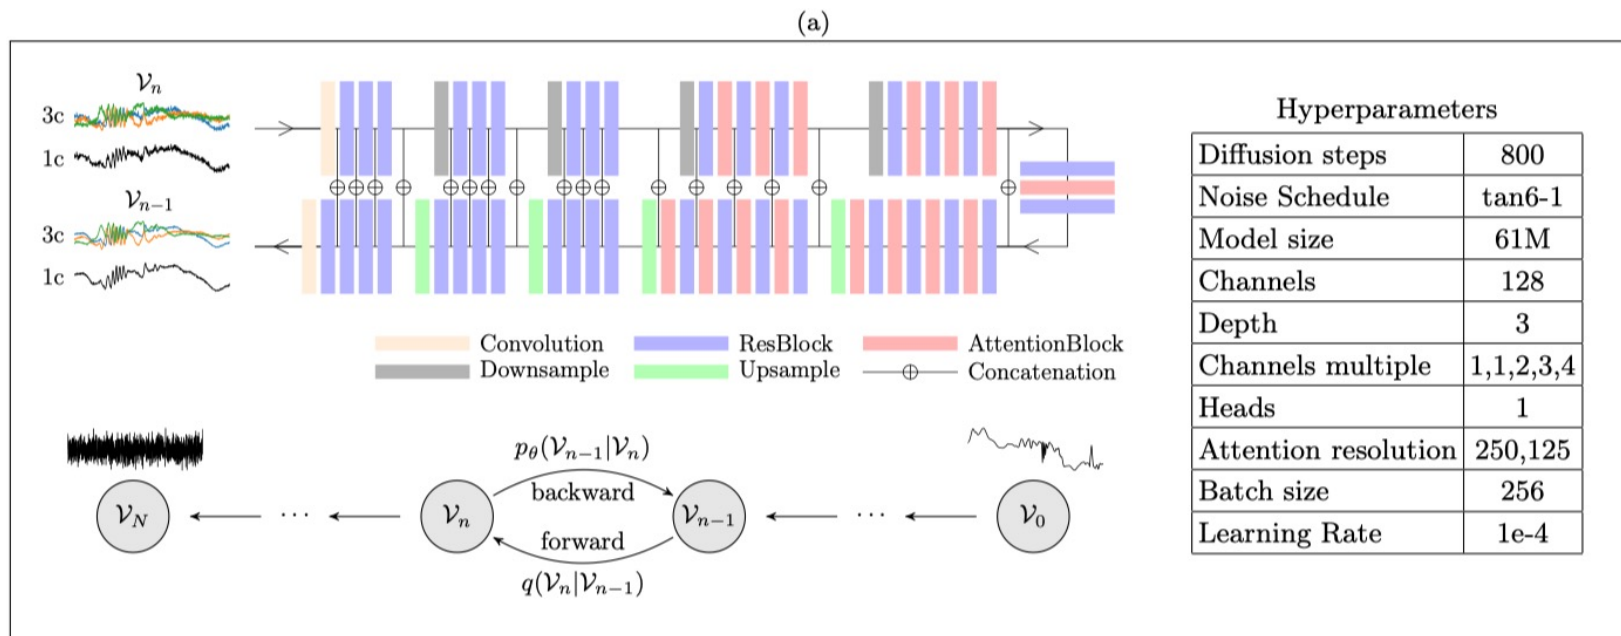 (a)
𝒱ₙ
3c
1c
𝒱ₙ₋₁
3c
1c
Convolution
ResBlock
AttentionBlock
Downsample
Upsample
Concatenation
p_θ(𝒱ₙ₋₁|𝒱ₙ)
backward
𝒱_N
···
𝒱ₙ
𝒱ₙ₋₁
···
𝒱₀
forward
q(𝒱ₙ|𝒱ₙ₋₁)
Hyperparameters
Diffusion steps 800
Noise Schedule tan6-1
Model size 61M
Channels 128
Depth 3
Channels multiple 1,1,2,3,4
Heads 1
Attention resolution 250,125
Batch size 256
Learning Rate 1e-4